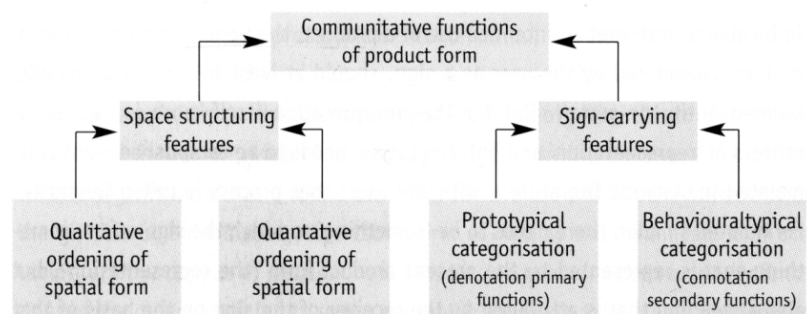 Communitative functions
of product form
Space structuring
features
Sign-carrying
features
Qualitative
ordening of
spatial form
Quantative
ordening of
spatial form
Prototypical
categorisation
(denotation primary
functions)
Behaviouraltypical
categorisation
(connotation
secondary functions)